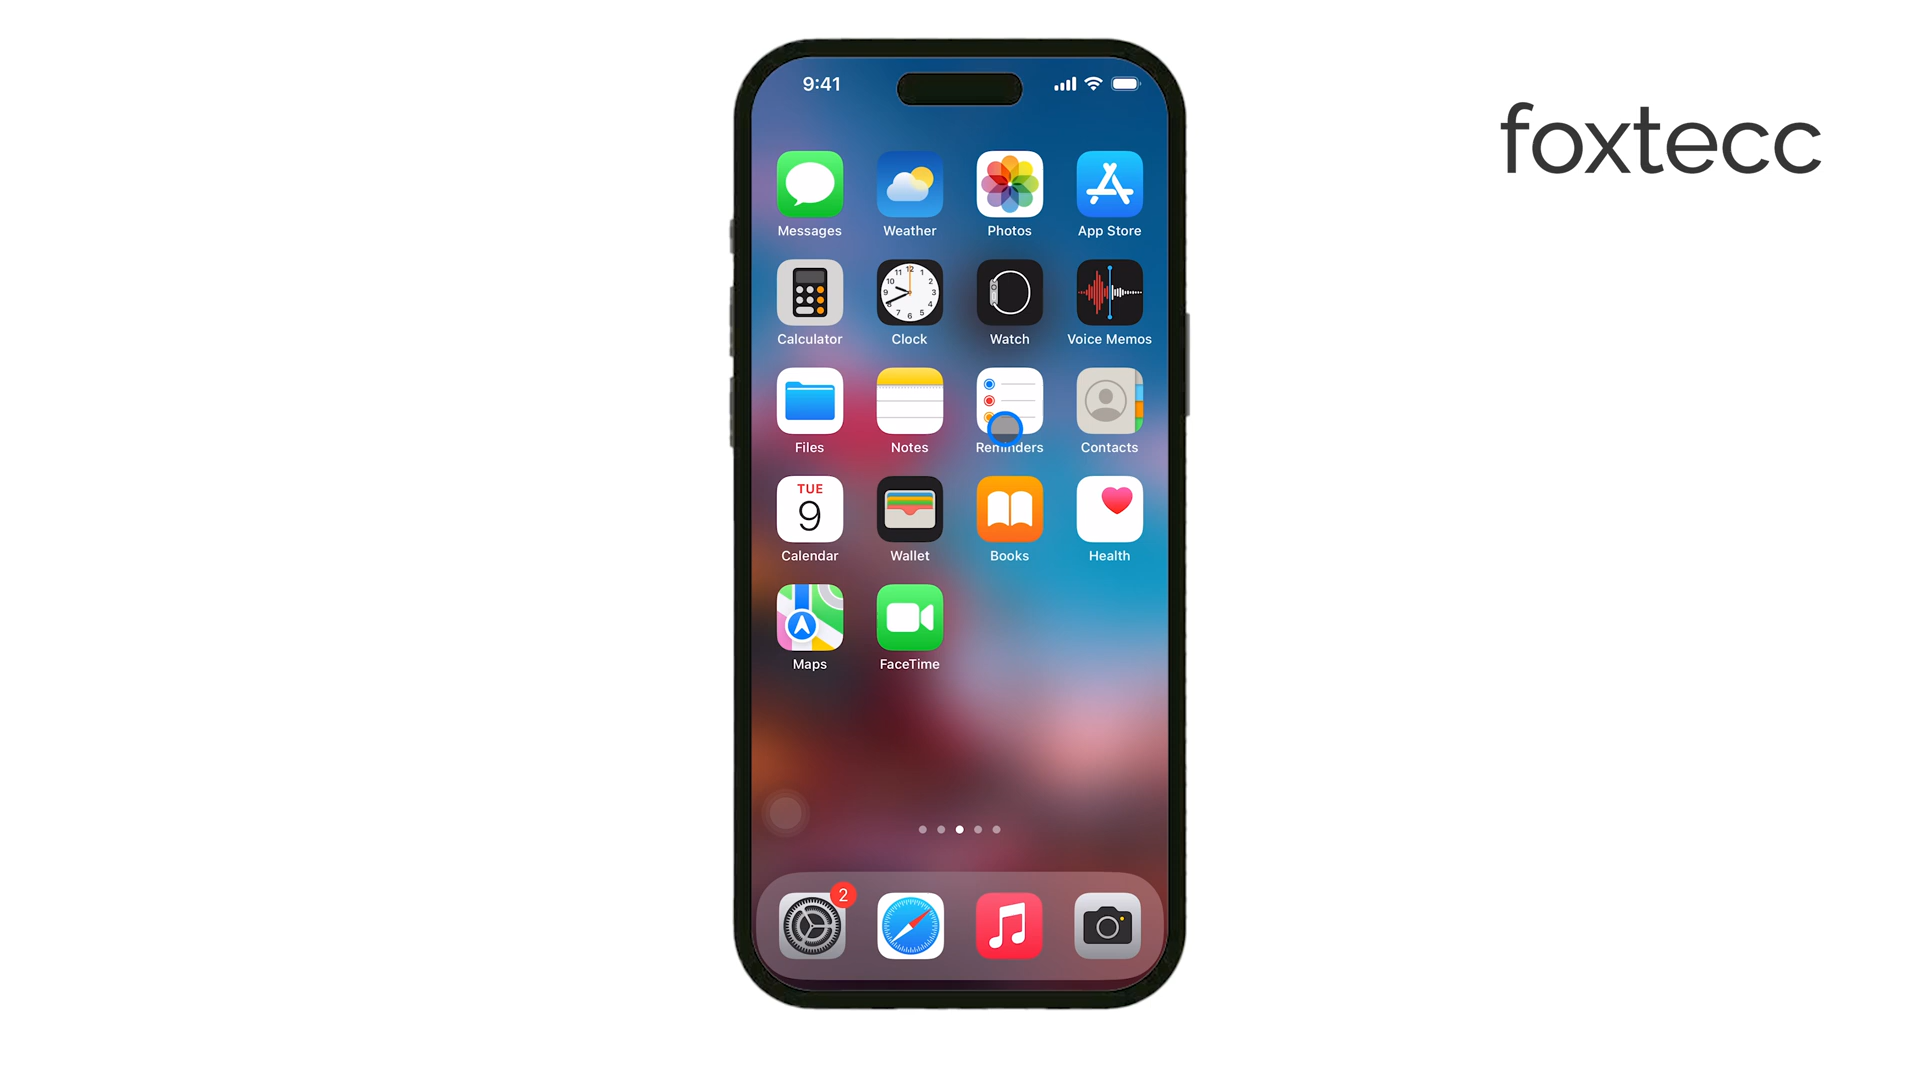 9:41
foxtecc
Messages
Weather
Photos
App Store
Calculator
Clock
Watch
Voice Memos
Files
Notes
Reminders
Contacts
TUE
9
Calendar
Wallet
Books
Health
Maps
FaceTime
2